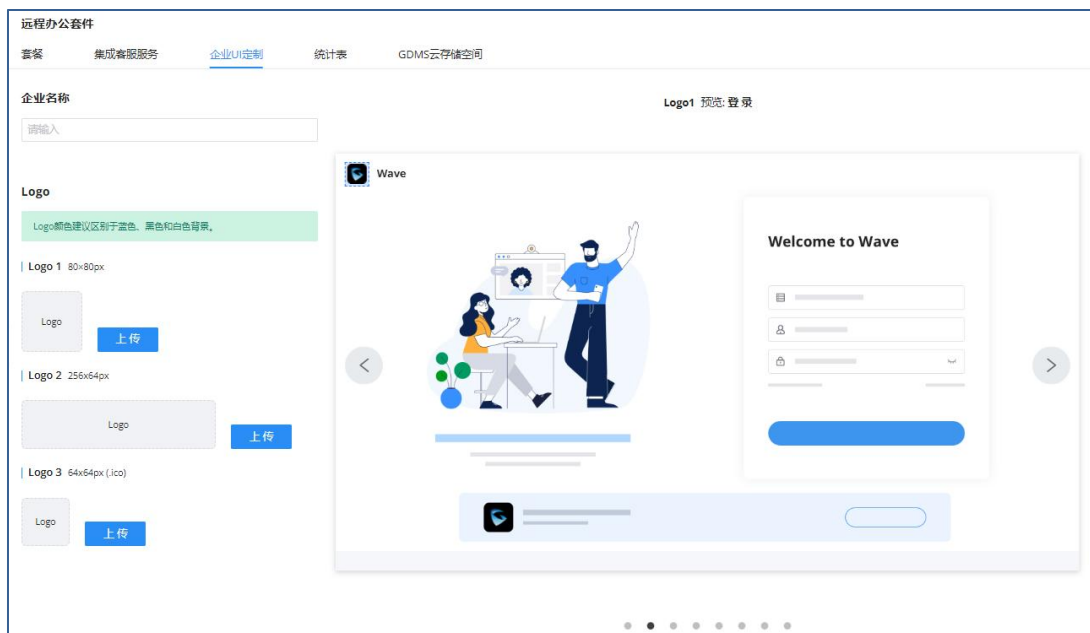 远程办公套件
套餐 集成客服服务 企业UI定制 统计表 GDMS云存储空间
企业名称
请输入
Logo
Logo颜色建议区别于蓝色、黑色和白色背景。
Logo 1 80×80px
Logo
上传
Logo 2 256x64px
Logo
上传
Logo 3 64x64px (.ico)
Logo
上传
Logo1 预览: 登录
Wave
Welcome to Wave